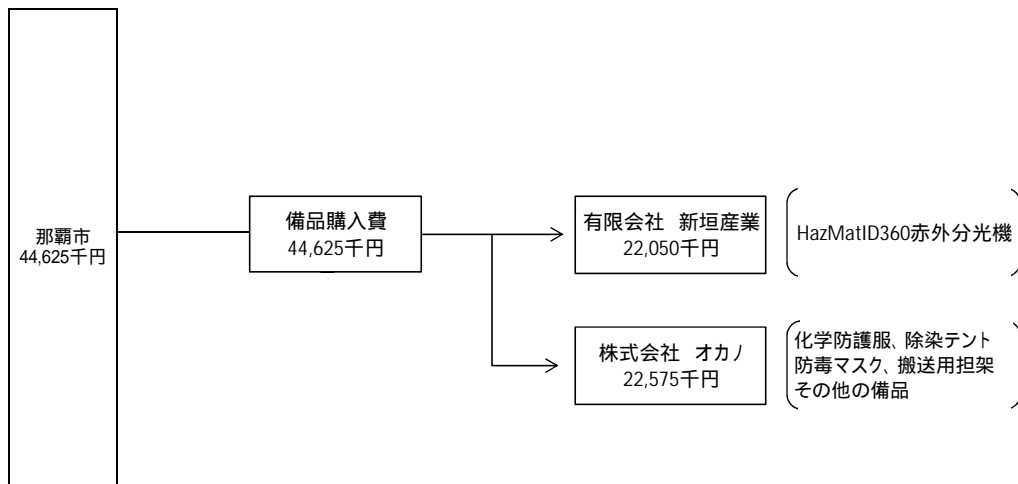 那覇市
44,625千円
備品購入費
44,625千円
有限会社 新垣産業
22,050千円
HazMatID360赤外分光機
株式会社 オカノ
22,575千円
化学防護服、除染テント
防毒マスク、搬送用担架
その他の備品